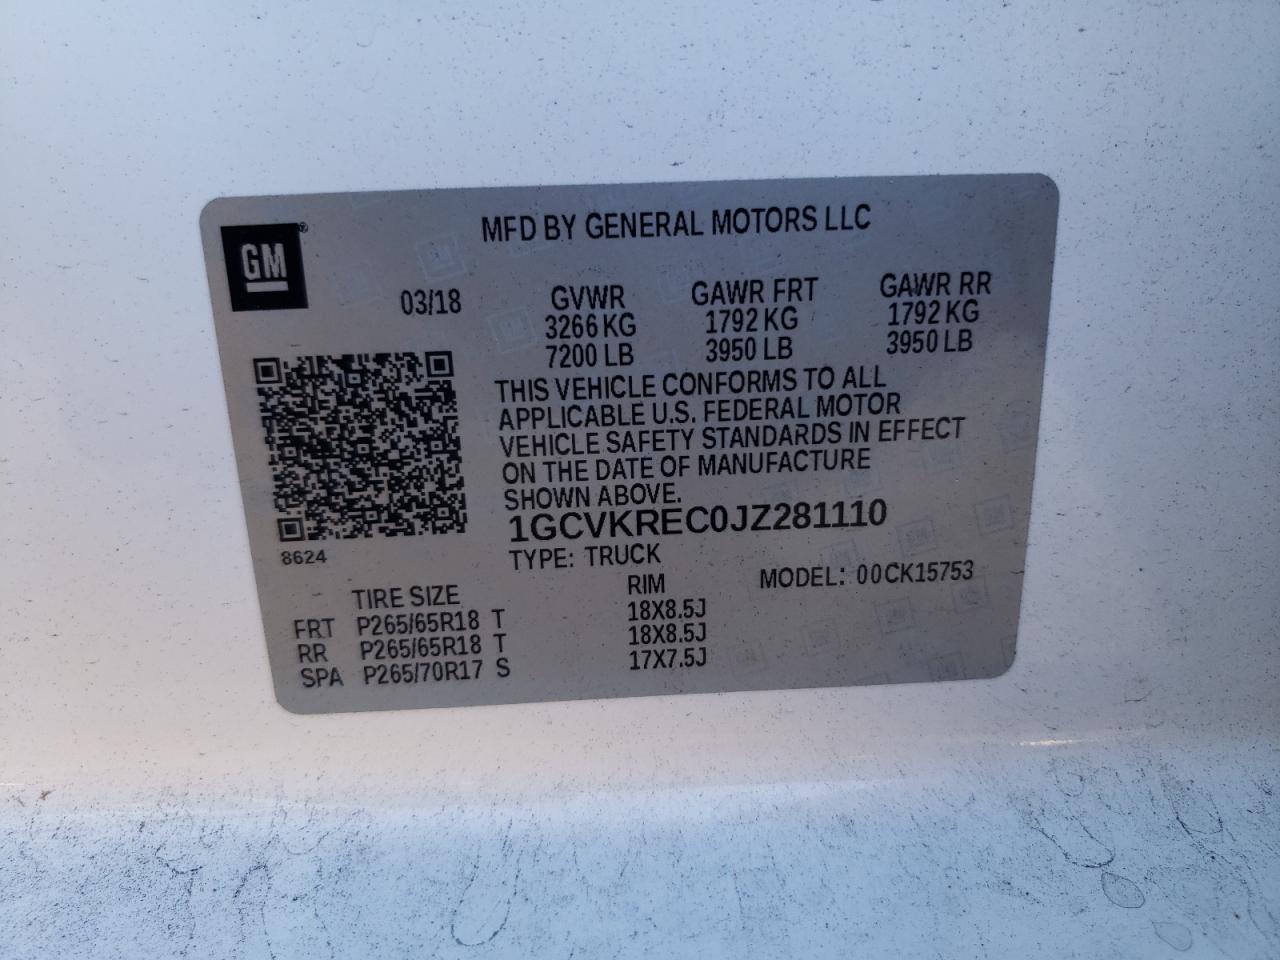 MFD BY GENERAL MOTORS LLC
GM ®
03/18
GVWR GAWR FRT GAWR RR
3266 KG 1792 KG 1792 KG
7200 LB 3950 LB 3950 LB
THIS VEHICLE CONFORMS TO ALL
APPLICABLE U.S. FEDERAL MOTOR
VEHICLE SAFETY STANDARDS IN EFFECT
ON THE DATE OF MANUFACTURE
SHOWN ABOVE.
1GCVKREC0JZ281110
8624
TYPE: TRUCK
MODEL: 00CK15753
TIRE SIZE RIM
FRT P265/65R18 T 18X8.5J
RR P265/65R18 T 18X8.5J
SPA P265/70R17 S 17X7.5J